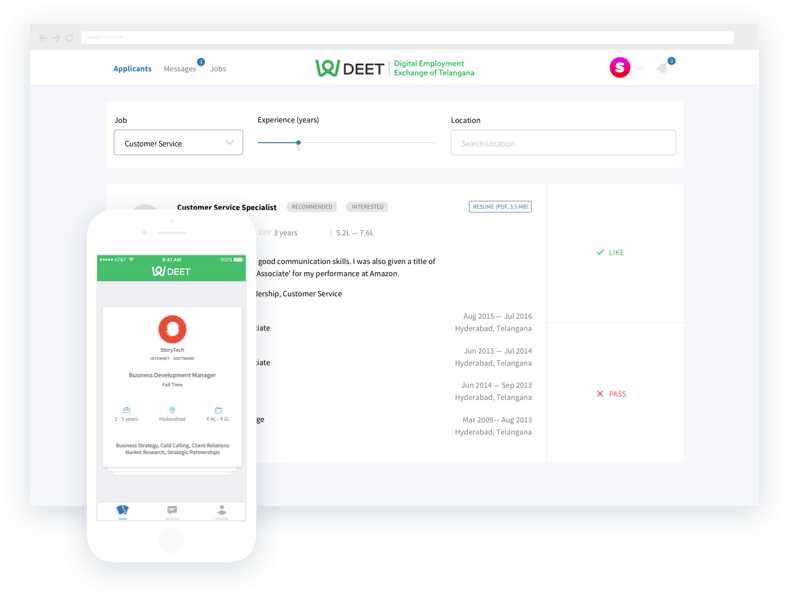 Applicants
Messages
2
Jobs
DEET
Digital Employment
Exchange of Telangana
S
3
Job
Experience (years)
Location
Customer Service
2
Search Location
Customer Service Specialist
RECOMMENDED
INTERESTED
RESUME (PDF, 3.5 MB)
EXP 3 years
5.2L — 7.6L
good communication skills. I was also given a title of
Associate' for my performance at Amazon.
dership, Customer Service
ciate
Aug 2015 — Jul 2016
Hyderabad, Telangana
ciate
Jun 2015 — Jul 2014
Hyderabad, Telangana
Jun 2014 — Sep 2013
Hyderabad, Telangana
ge
Mar 2009— Aug 2013
Hyderabad, Telangana
LIKE
PASS
AT&T
9:41 AM
100%
DEET
StoryTech
INTERNET - SOFTWARE
Business Development Manager
Full Time
3 - 5 years
Hyderabad
₹ 4L - ₹ 6L
Business Strategy, Cold Calling, Client Relations
Market Research, Strategic Partnerships
Jobs
Profile